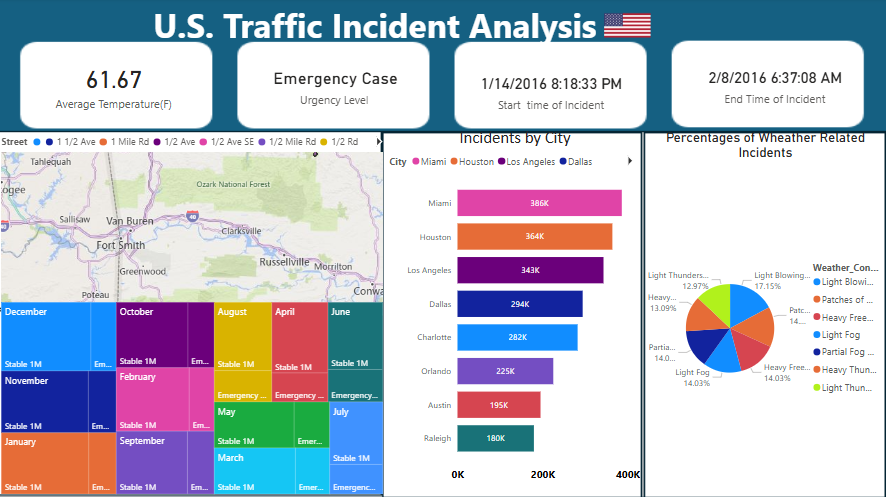 U.S. Traffic Incident Analysis
61.67
Average Temperature(F)
Emergency Case
Urgency Level
1/14/2016 8:18:33 PM
Start time of Incident
2/8/2016 6:37:08 AM
End Time of Incident
Street 1 1/2 Ave 1 Mile Rd 1/2 Ave 1/2 Ave SE 1/2 Mile Rd 1/2 Rd
Tahlequah
ogee
Ozark National Forest
40
Sallisaw
Van Buren
Clarksville
Fort Smith
Russellville
Greenwood
Morrilton
Poteau
Conwa
December
Stable 1M
Em...
November
Stable 1M
Em...
January
Stable 1M
Em...
October
Stable 1M
Em...
February
Stable 1M
Em...
September
Stable 1M
Em...
August
Stable 1M
Emergency ...
April
Stable 1M
Emergency ...
June
Stable 1M
Emergency...
May
Stable 1M
Emer...
March
Stable 1M
Emer...
July
Stable 1M
Emergenc...
Incidents by City
City Miami Houston Los Angeles Dallas
Miami 386K
Houston 364K
Los Angeles 343K
Dallas 294K
Charlotte 282K
Orlando 225K
Austin 195K
Raleigh 180K
0K 200K 400K
Percentages of Wheather Related
Incidents
Light Thunders...
12.97%
Light Blowing...
17.15%
Heavy...
13.09%
Patc...
14....
Partia...
14.0...
Heavy Free...
14.03%
Light Fog
14.03%
Weather_Con...
Light Blowi...
Patches of ...
Heavy Free...
Light Fog
Partial Fog ...
Heavy Thun...
Light Thun...